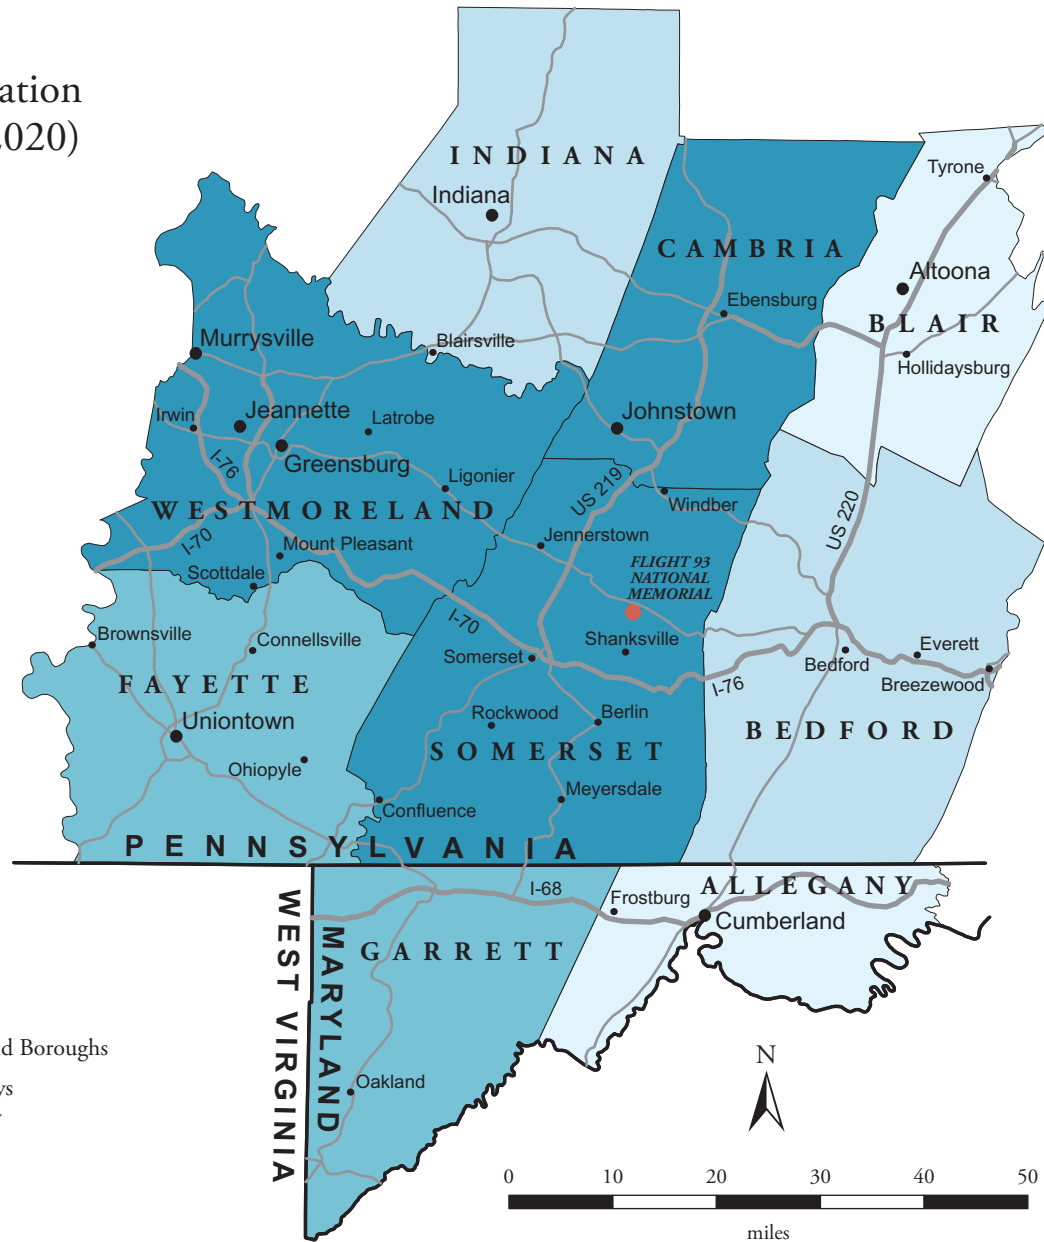 ation
2020)
INDIANA
Indiana
Tyrone
CAMBRIA
Altoona
Ebensburg
BLAIR
Murrysville
Blairsville
Hollidaysburg
Irwin
Jeannette
Latrobe
Johnstown
Greensburg
I-76
Ligonier
US 219
WESTMORELAND
Windber
US 220
I-70
Mount Pleasant
Jennerstown
Scottdale
FLIGHT 93
NATIONAL
MEMORIAL
I-70
Brownsville
Connellsville
Shanksville
Somerset
Everett
Bedford
FAYETTE
I-76
Breezewood
Uniontown
Rockwood
Berlin
BEDFORD
SOMERSET
Ohiopyle
Meyersdale
Confluence
PENNSYLVANIA
I-68
Frostburg
ALLEGANY
Cumberland
WEST VIRGINIA
MARYLAND
GARRETT
d Boroughs
ys
Oakland
N
0 10 20 30 40 50
miles